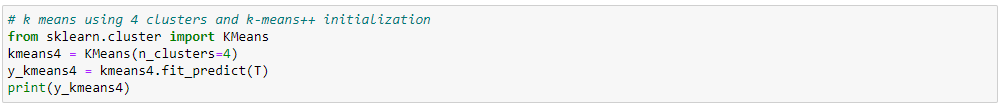 # k means using 4 clusters and k-means++ initialization
from sklearn.cluster import KMeans
kmeans4 = KMeans(n_clusters=4)
y_kmeans4 = kmeans4.fit_predict(T)
print(y_kmeans4)